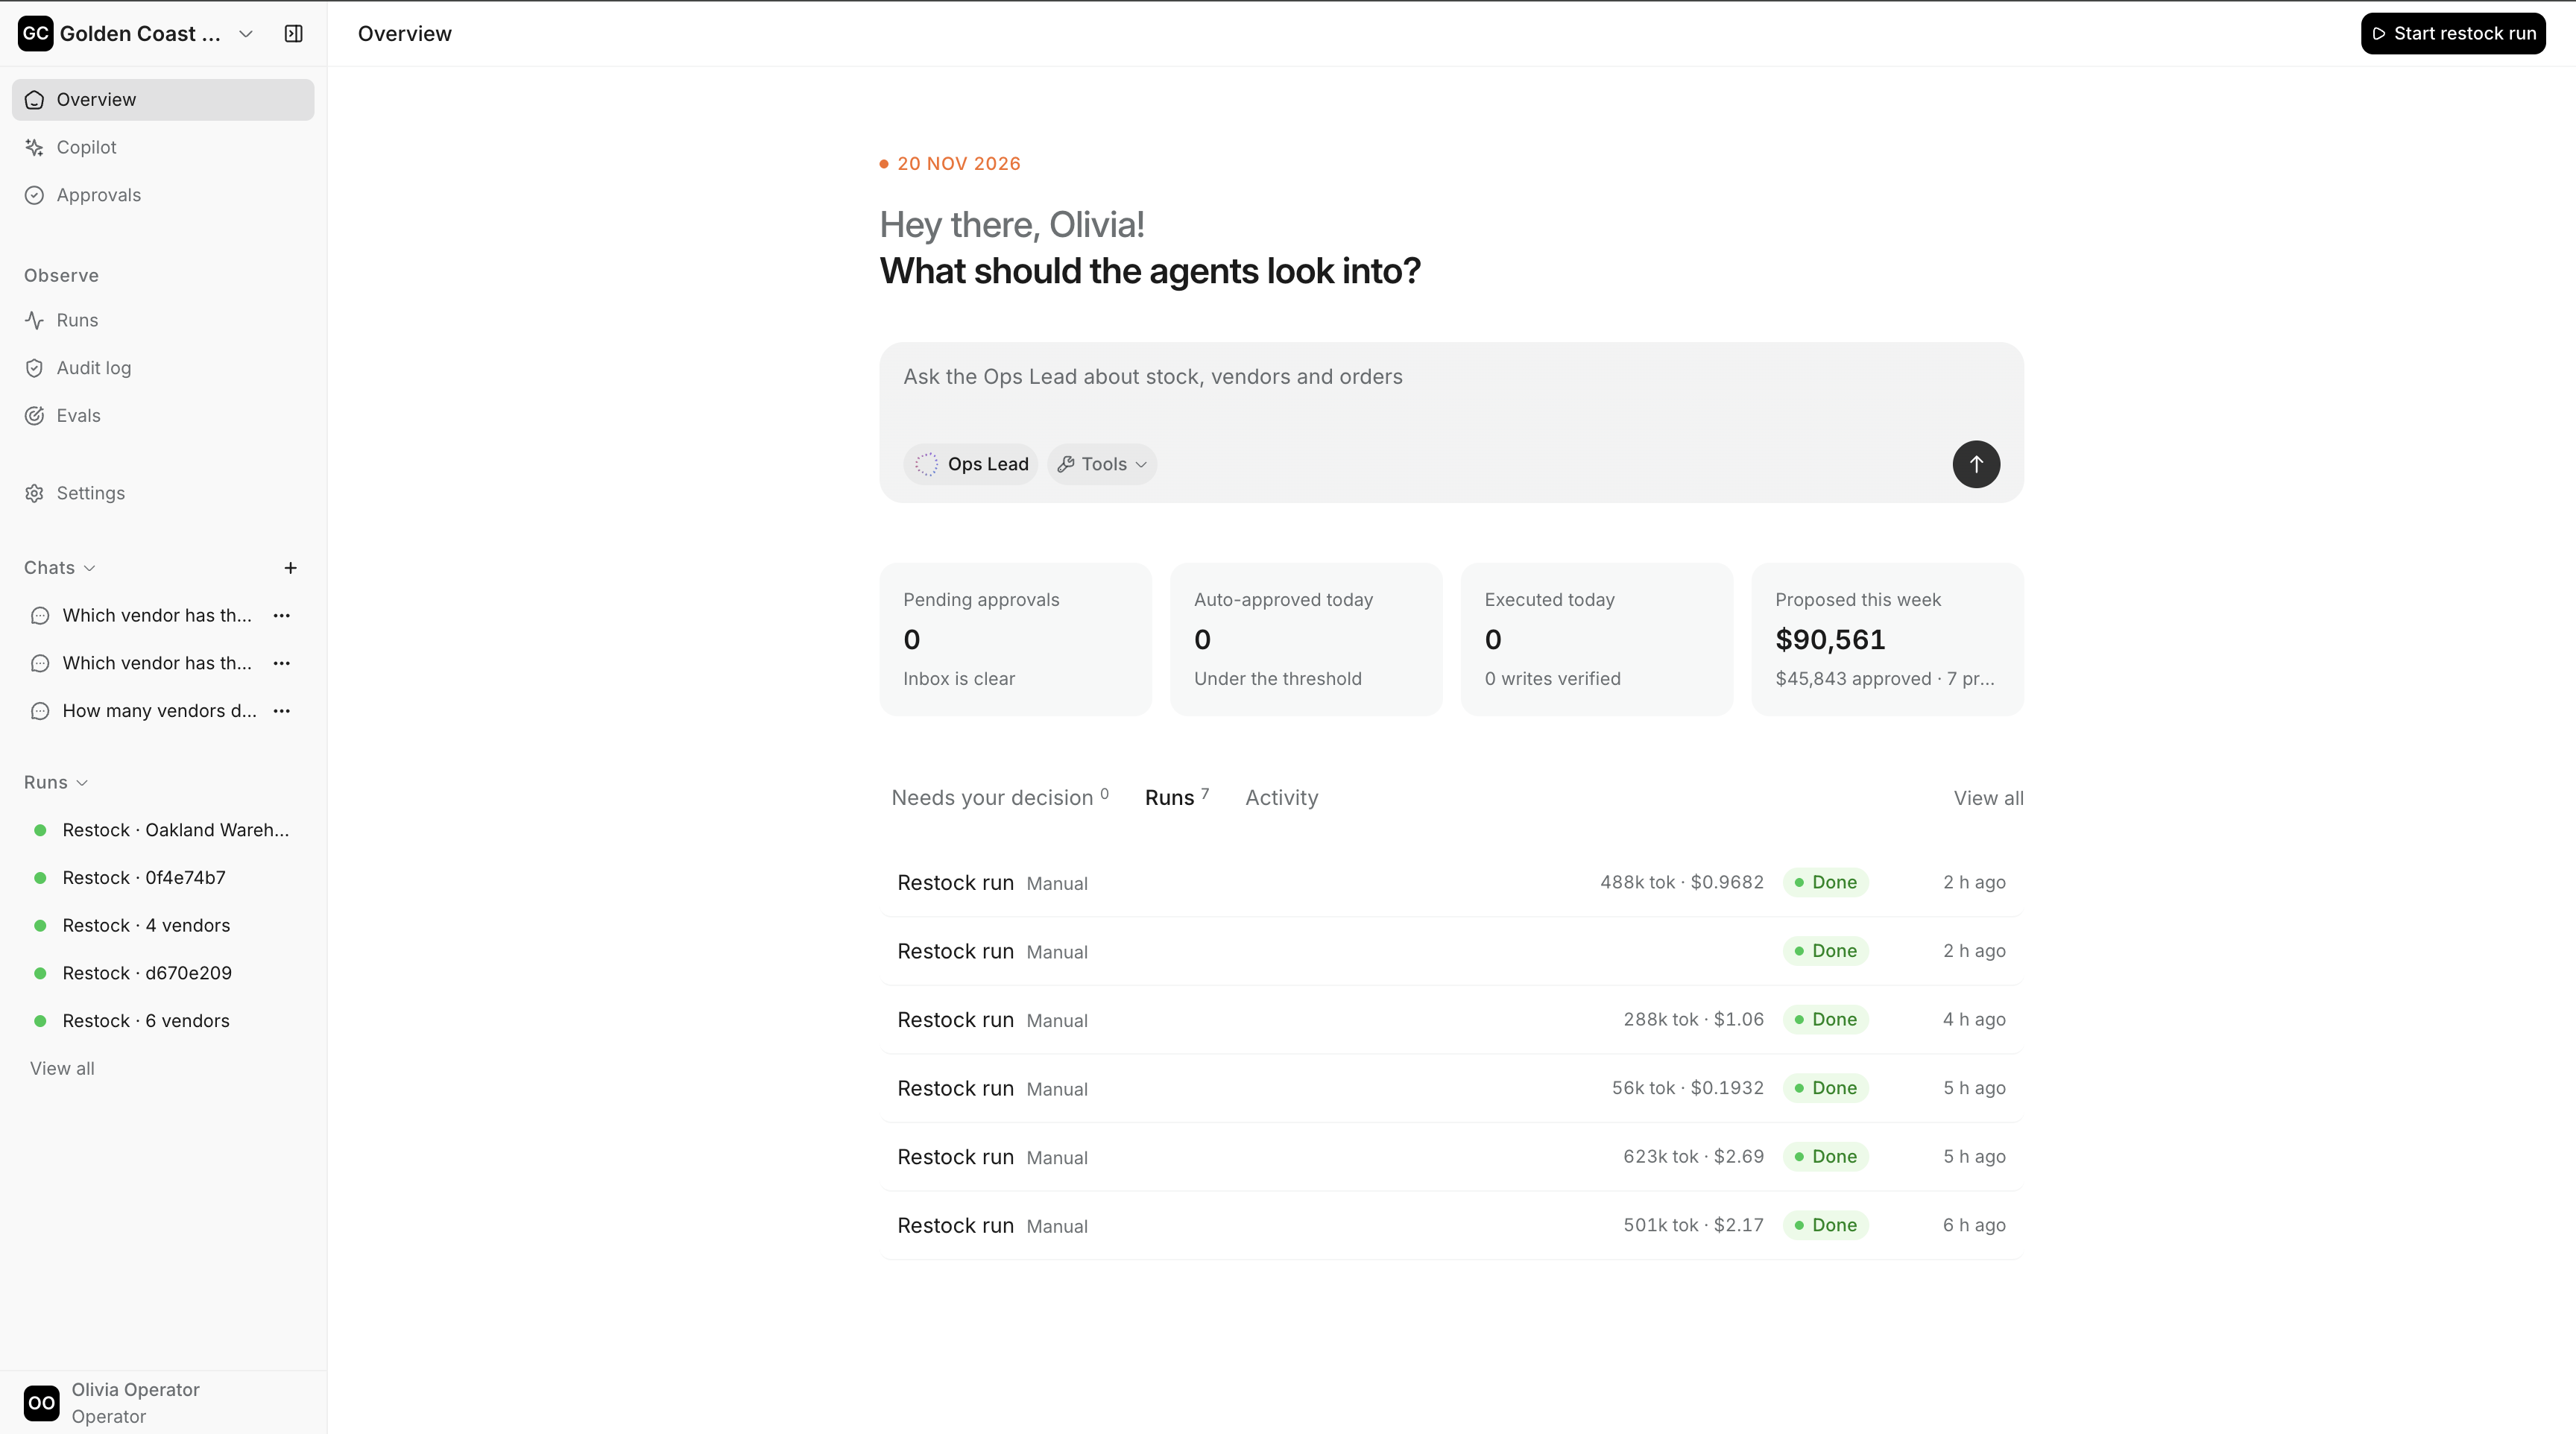 GC Golden Coast ...
Overview
Copilot
Approvals
Observe
Runs
Audit log
Evals
Settings
Chats
Which vendor has th...
Which vendor has th...
How many vendors d...
Runs
Restock · Oakland Wareh...
Restock · 0f4e74b7
Restock · 4 vendors
Restock · d670e209
Restock · 6 vendors
View all
OO Olivia Operator
Operator
Overview
Start restock run
20 NOV 2026
Hey there, Olivia!
What should the agents look into?
Ask the Ops Lead about stock, vendors and orders
Ops Lead Tools
Pending approvals
0
Inbox is clear
Auto-approved today
0
Under the threshold
Executed today
0
0 writes verified
Proposed this week
$90,561
$45,843 approved · 7 pr...
Needs your decision 0 Runs 7 Activity View all
Restock run Manual 488k tok · $0.9682 Done 2 h ago
Restock run Manual Done 2 h ago
Restock run Manual 288k tok · $1.06 Done 4 h ago
Restock run Manual 56k tok · $0.1932 Done 5 h ago
Restock run Manual 623k tok · $2.69 Done 5 h ago
Restock run Manual 501k tok · $2.17 Done 6 h ago